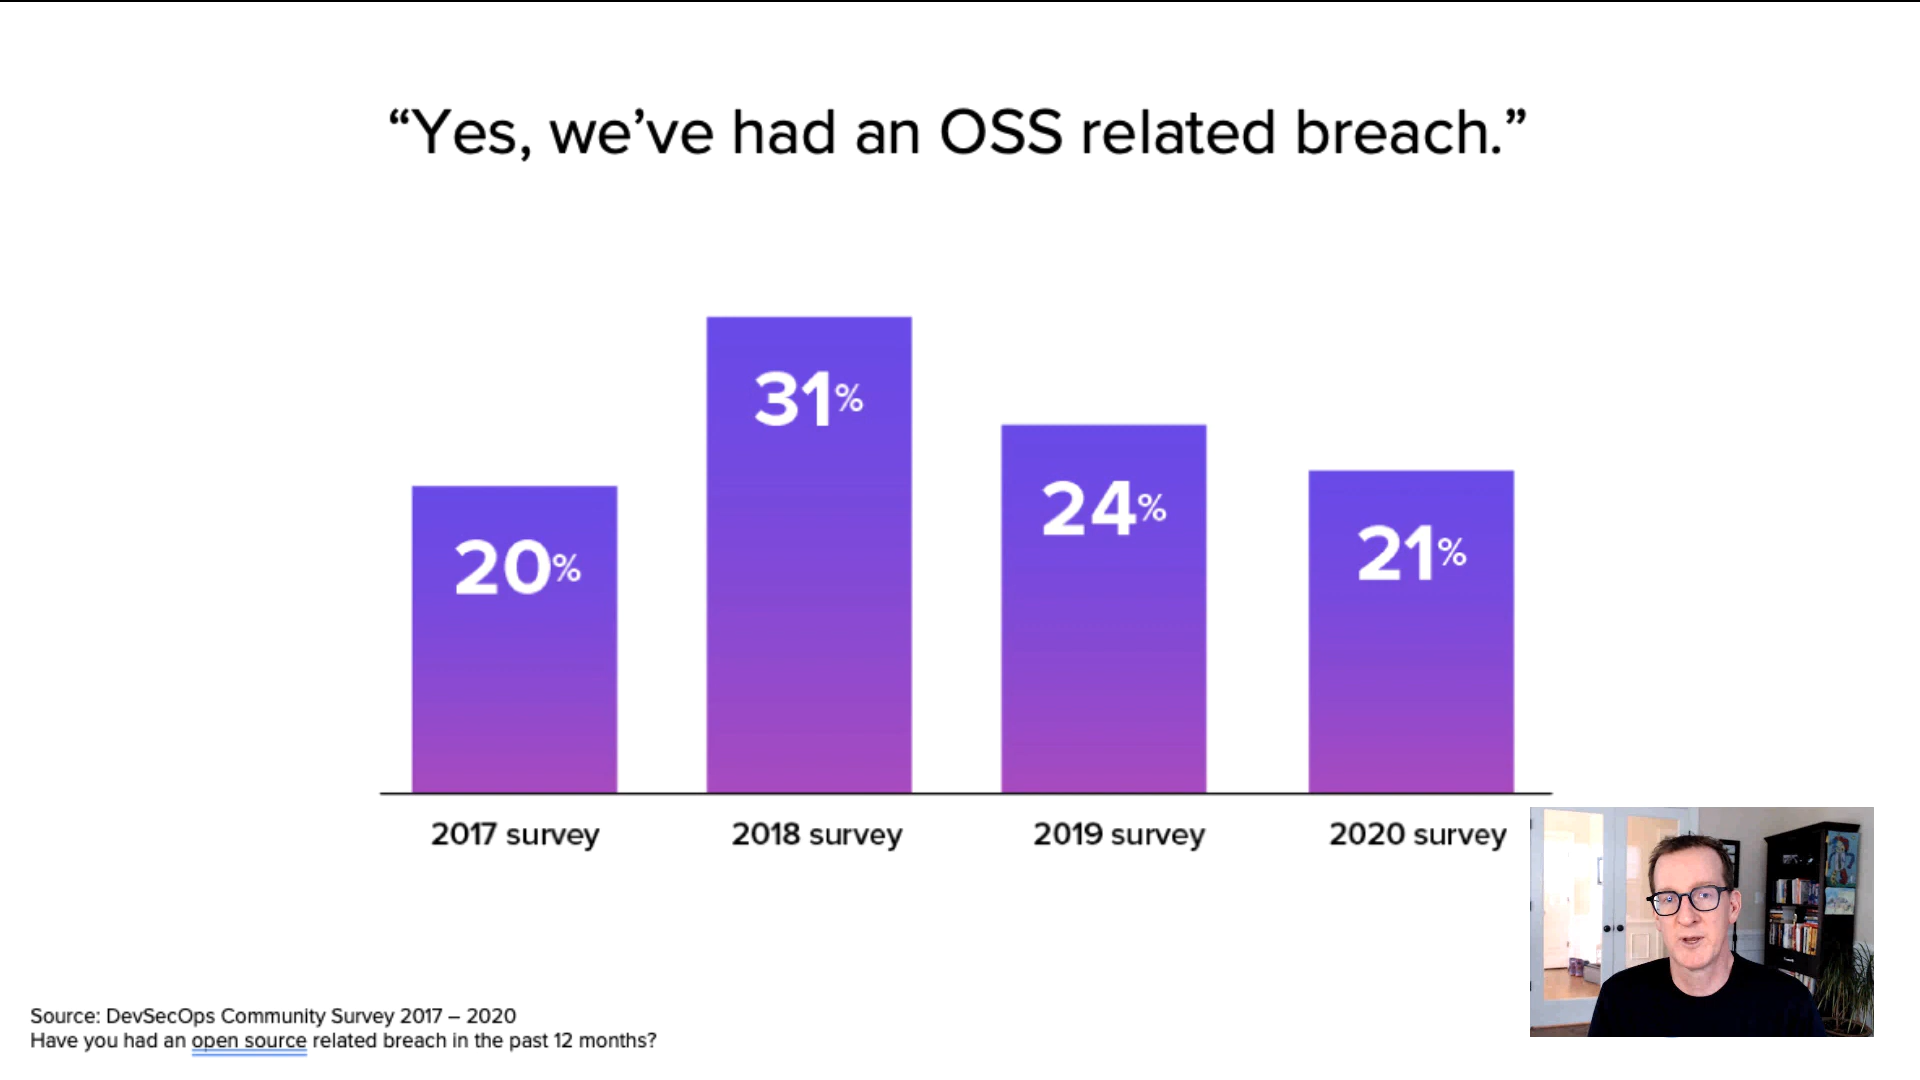 “Yes, we’ve had an OSS related breach.”
20%
31%
24%
21%
2017 survey
2018 survey
2019 survey
2020 survey
Source: DevSecOps Community Survey 2017 – 2020
Have you had an open source related breach in the past 12 months?